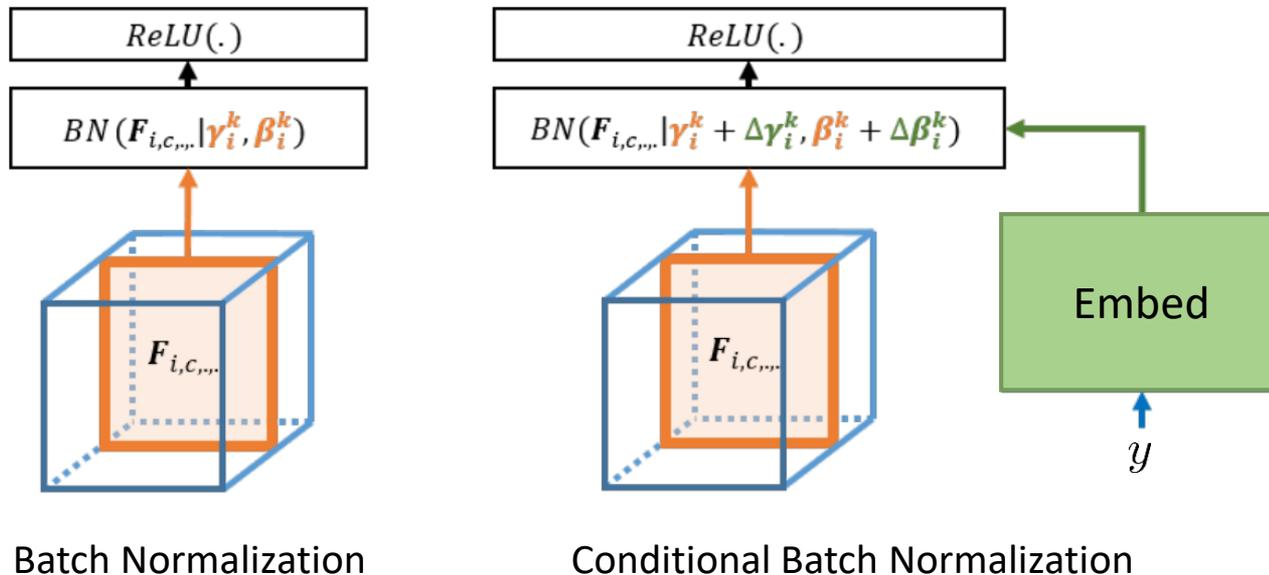 ReLU(.)
BN(F_{i,c,.,.}|γ_i^k, β_i^k)
F_{i,c,.,.}
Batch Normalization
ReLU(.)
BN(F_{i,c,.,.}|γ_i^k + Δγ_i^k, β_i^k + Δβ_i^k)
F_{i,c,.,.}
Embed
y
Conditional Batch Normalization